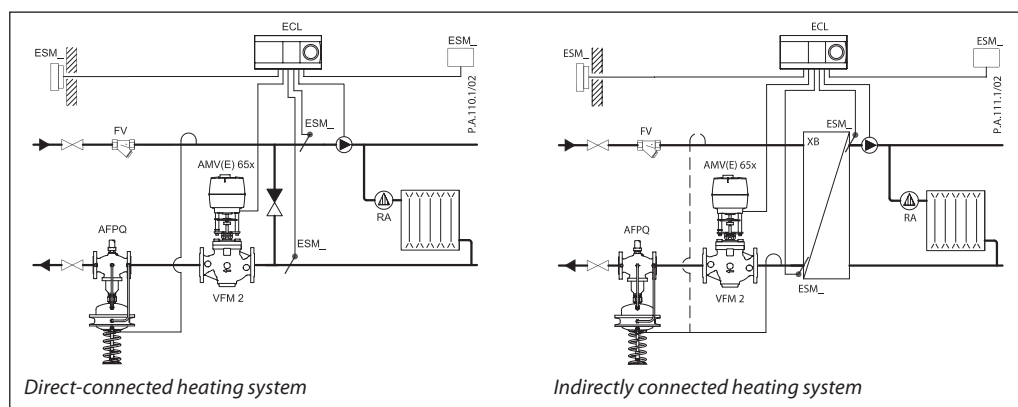 ECL
ESM_
ESM_
P.A.110.1/02
FV
ESM_
AMV(E) 65x
RA
AFPQ
ESM_
VFM 2
Direct-connected heating system
ECL
ESM_
ESM_
P.A.111.1/02
FV
ESM_
XB
AMV(E) 65x
RA
AFPQ
ESM_
VFM 2
Indirectly connected heating system